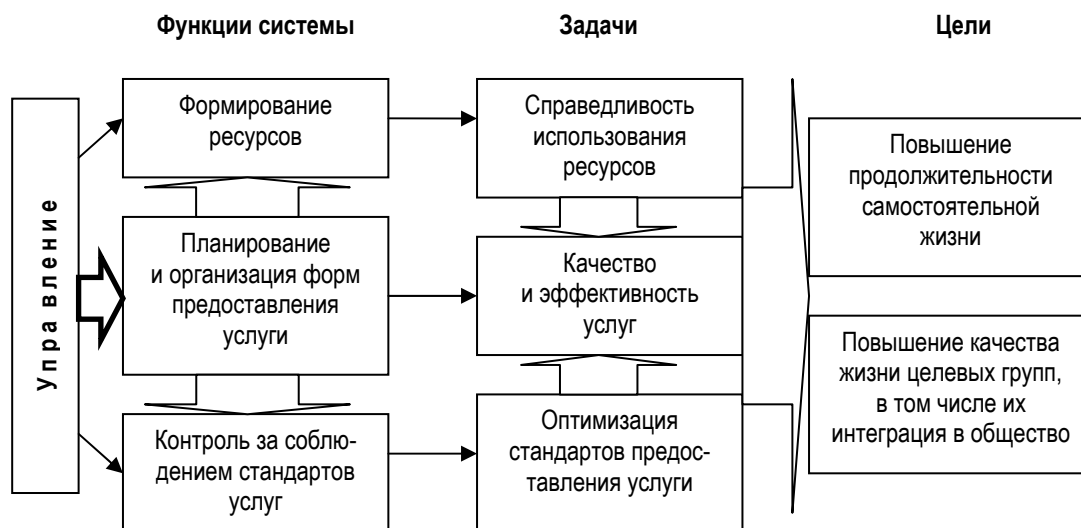 Функции системы
Задачи
Цели
Управление
Формирование
ресурсов
Планирование
и организация форм
предоставления
услуги
Контроль за соблю-
дением стандартов
услуг
Справедливость
использования
ресурсов
Качество
и эффективность
услуг
Оптимизация
стандартов предос-
тавления услуги
Повышение
продолжительности
самостоятельной
жизни
Повышение качества
жизни целевых групп,
в том числе их
интеграция в общество